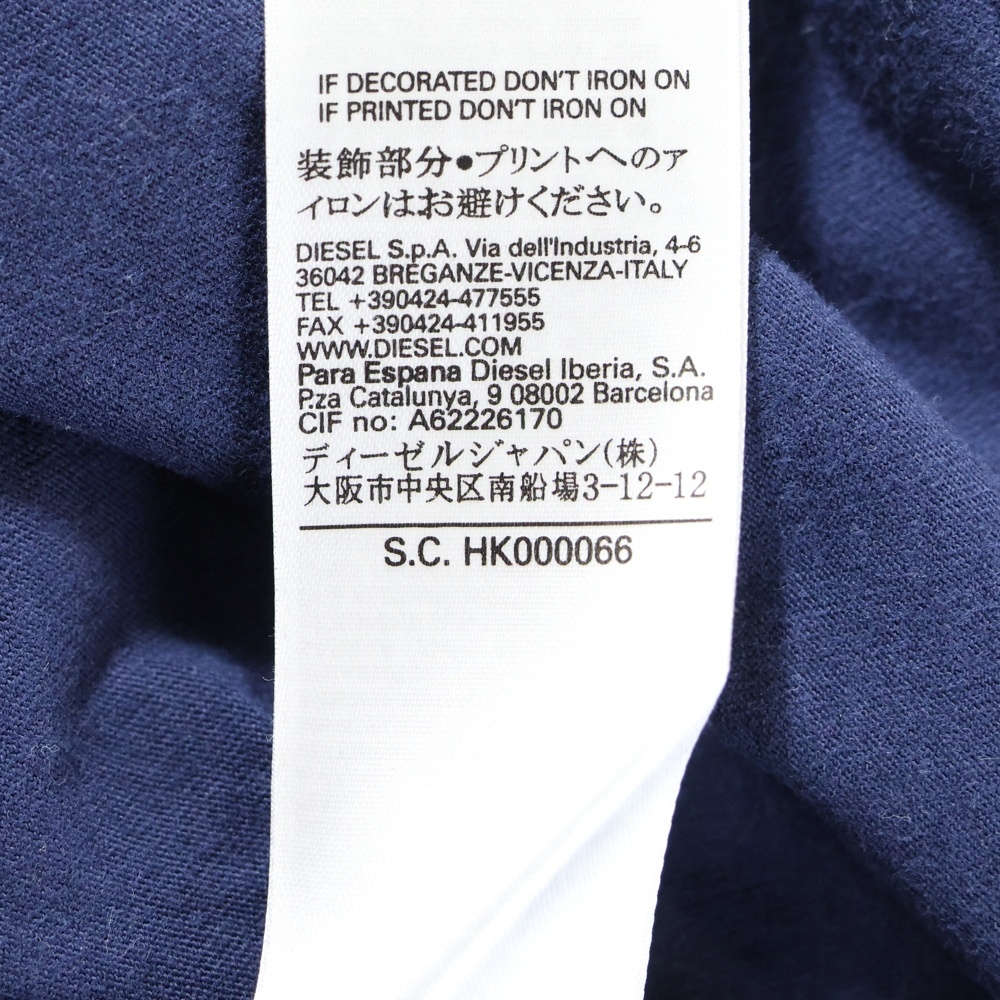 IF DECORATED DON'T IRON ON
IF PRINTED DON'T IRON ON
装飾部分●プリントへのア
イロンはお避けください。
DIESEL S.p.A. Via dell'Industria, 4-6
36042 BREGANZE-VICENZA-ITALY
TEL +390424-477555
FAX +390424-411955
WWW.DIESEL.COM
Para Espana Diesel Iberia, S.A.
P.za Catalunya, 9 08002 Barcelona
CIF no: A62226170
ディーゼルジャパン(株)
大阪市中央区南船場3-12-12
S.C. HK000066